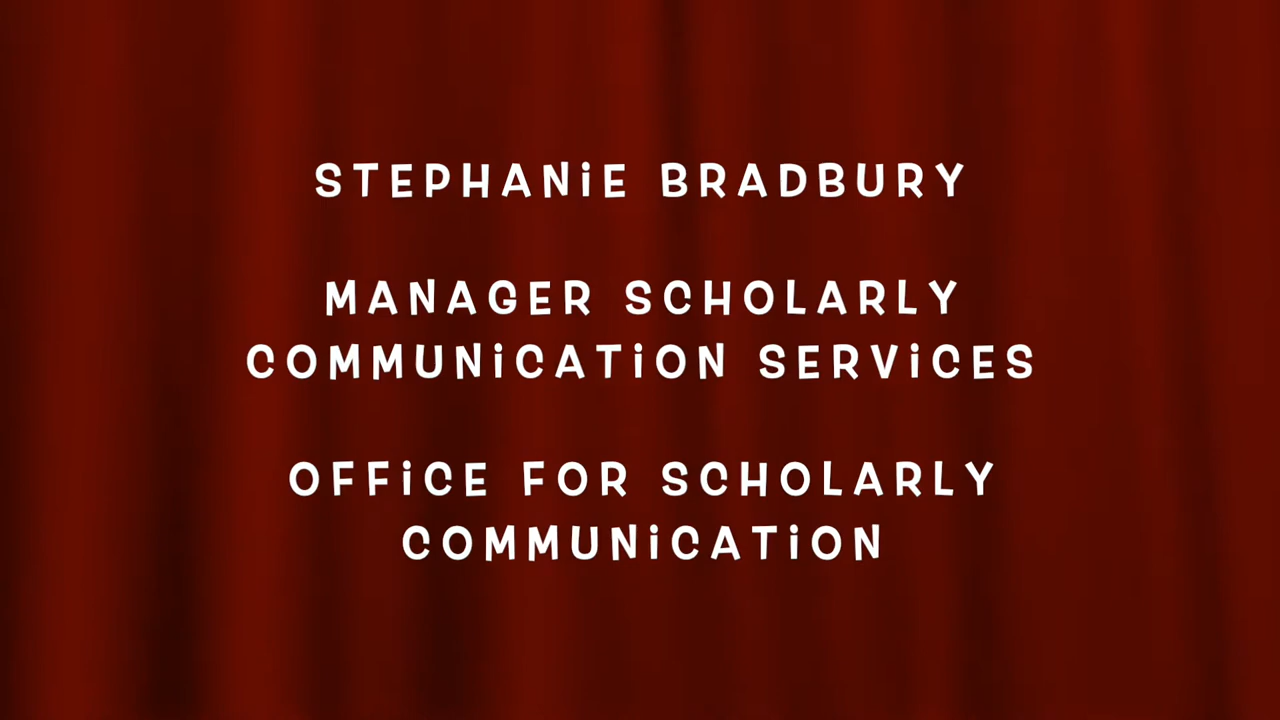 STEPHANiE BRADBURY
MANAGER SCHOLARLY
COMMUNiCATiON SERViCES
OFFiCE FOR SCHOLARLY
COMMUNiCATiON